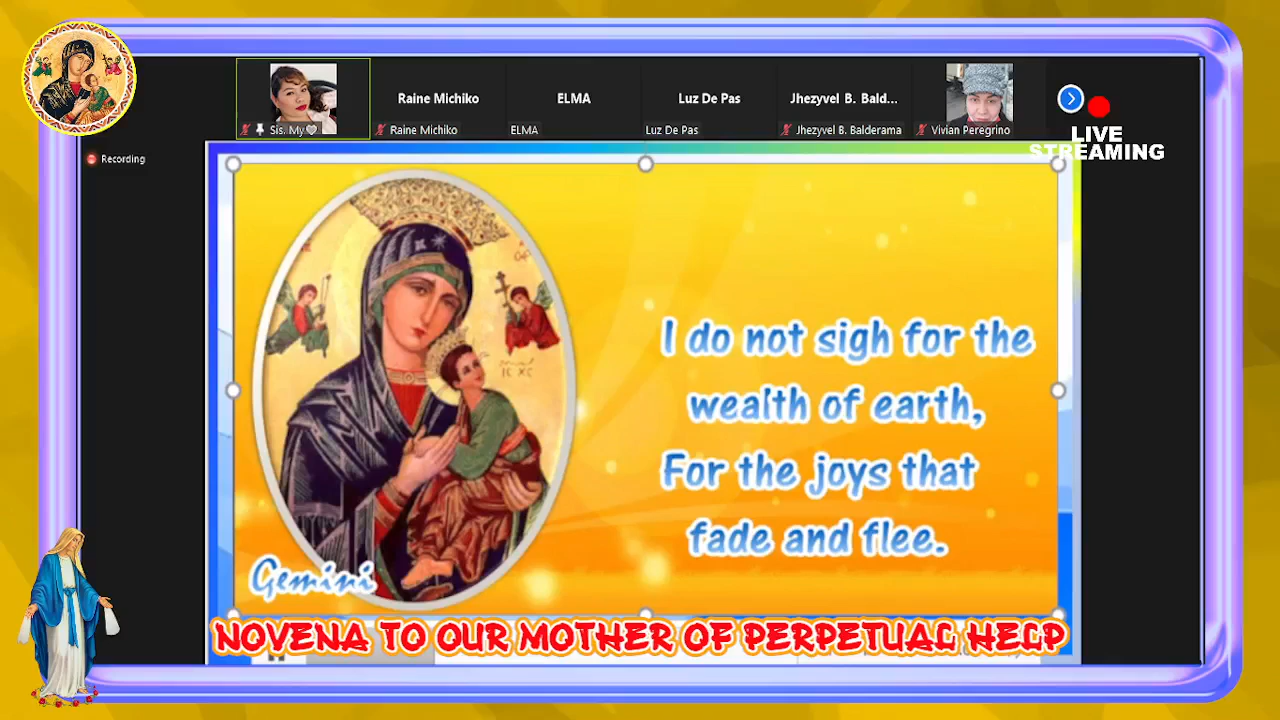 Raine Michiko
ELMA
Luz De Pas
Jhezyvel B. Bald...
Sis. My🤍
Raine Michiko
ELMA
Luz De Pas
Jhezyvel B. Balderama
Vivian Peregrino
LIVE
STREAMING
Recording
I do not sigh for the
wealth of earth,
For the joys that
fade and flee.
IC XC
Gemini
NOVENA TO OUR MOTHER OF PERPETUAL HELP